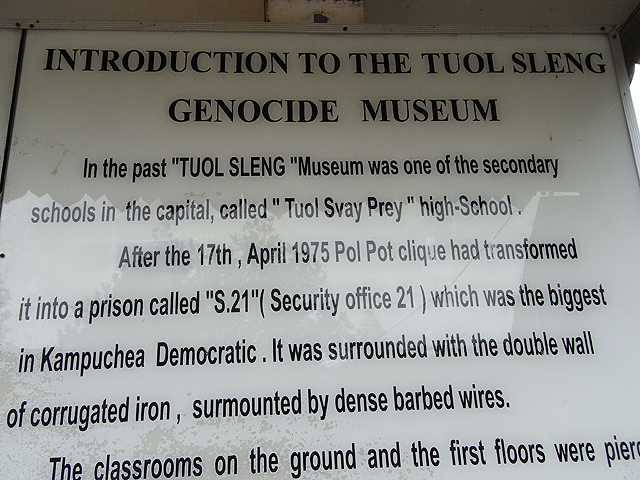 INTRODUCTION TO THE TUOL SLENG
GENOCIDE MUSEUM
In the past "TUOL SLENG "Museum was one of the secondary
schools in the capital, called " Tuol Svay Prey " high-School .
After the 17th , April 1975 Pol Pot clique had transformed
it into a prison called "S.21"( Security office 21 ) which was the biggest
in Kampuchea Democratic . It was surrounded with the double wall
of corrugated iron , surmounted by dense barbed wires.
The classrooms on the ground and the first floors were